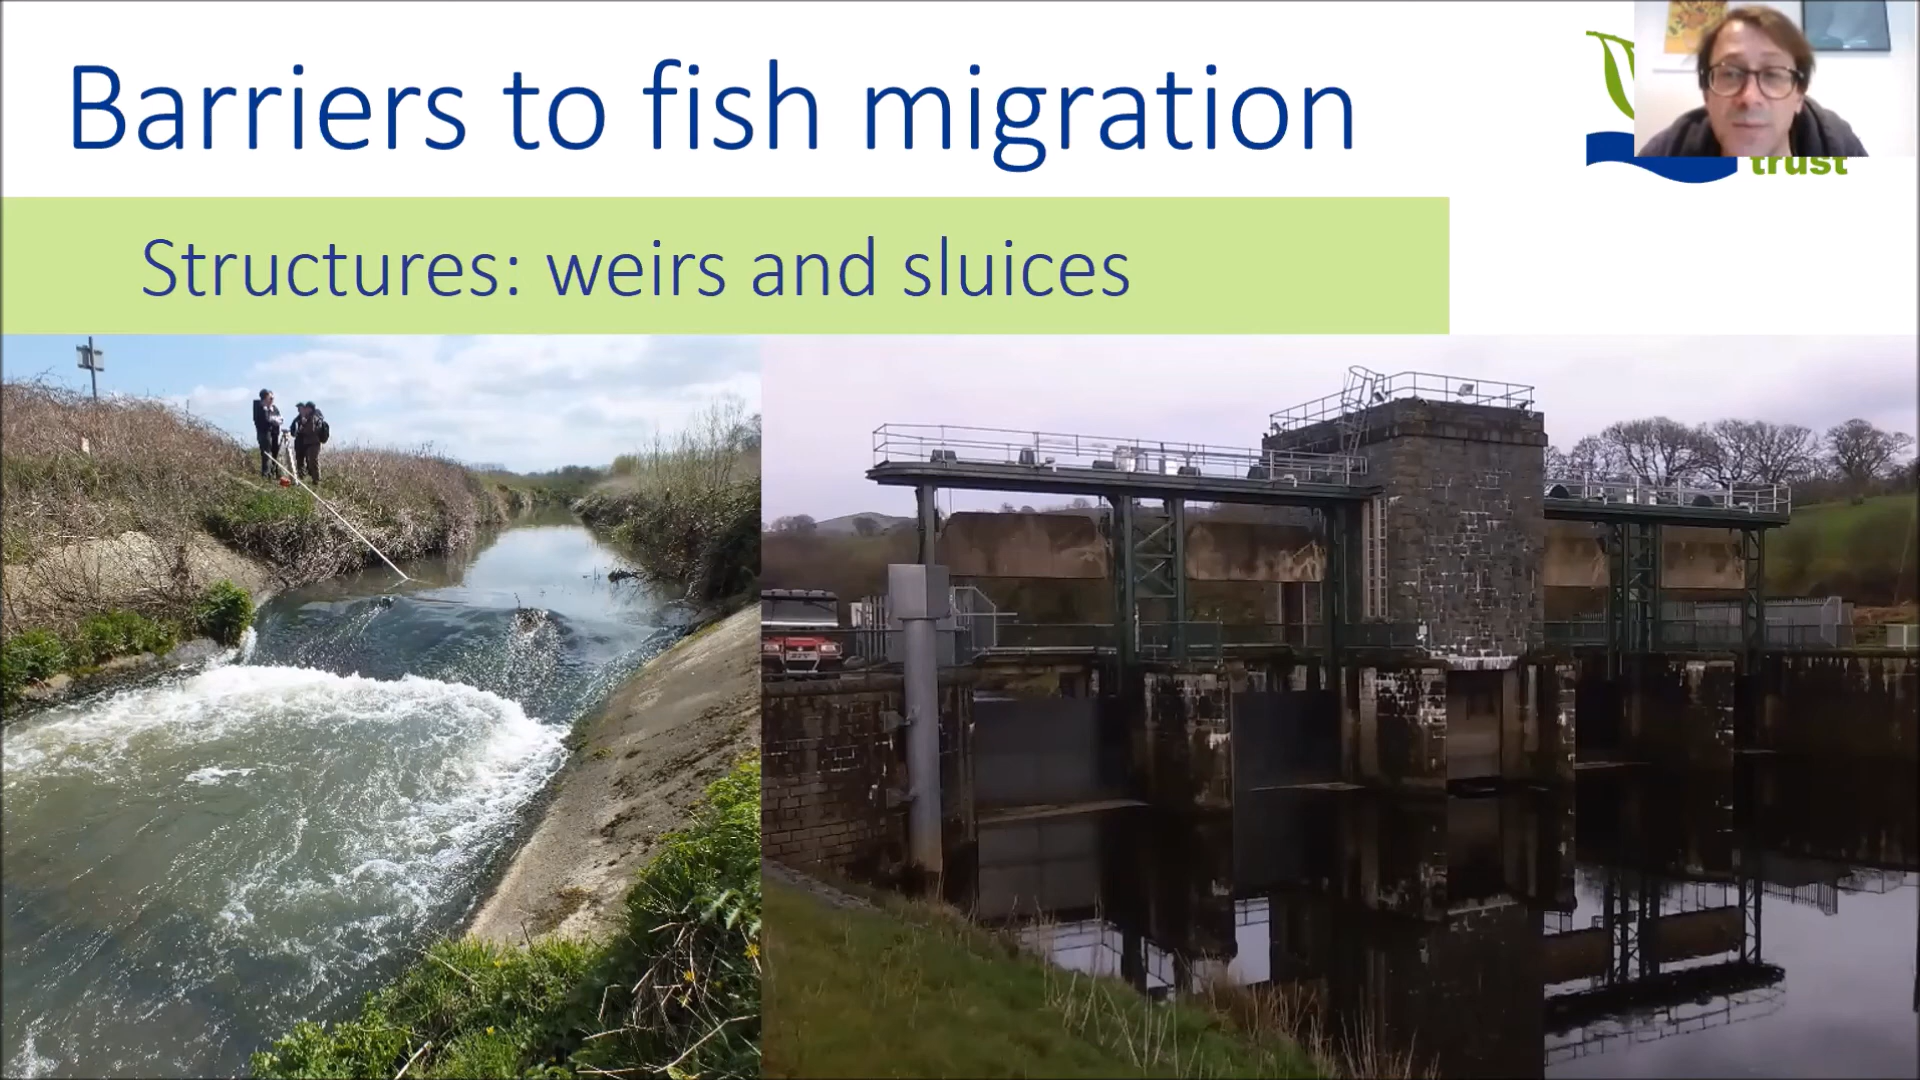 Barriers to fish migration
trust
Structures: weirs and sluices